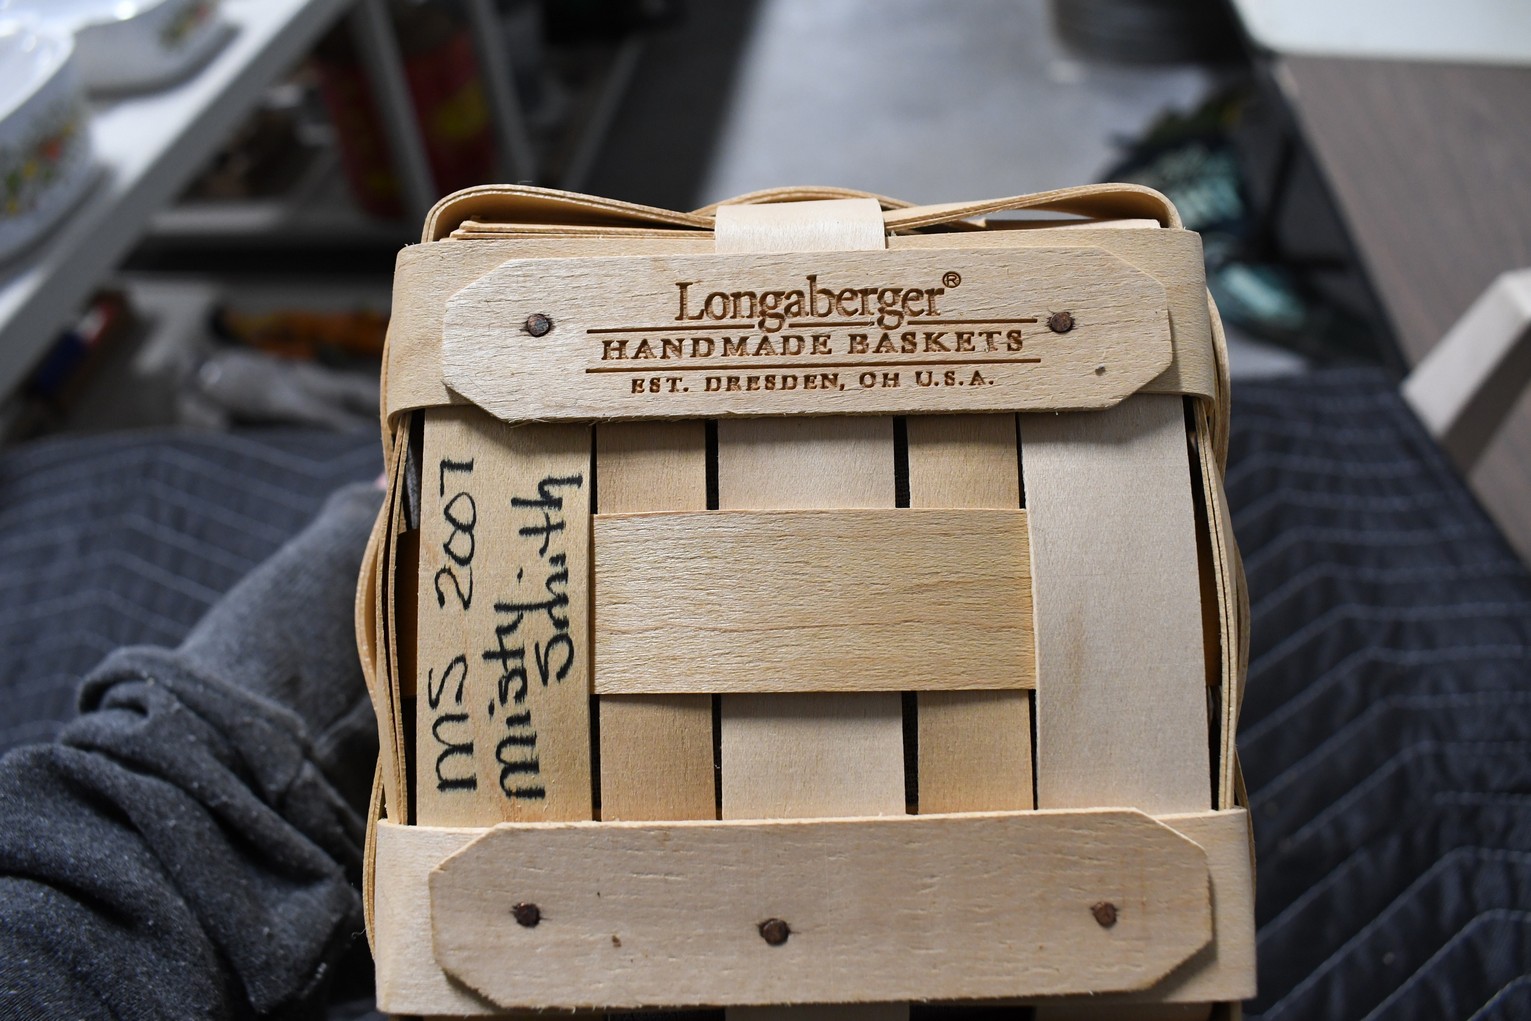 Longaberger®
HANDMADE BASKETS
EST. DRESDEN, OH U.S.A.
MS 2007
Misty
Smith